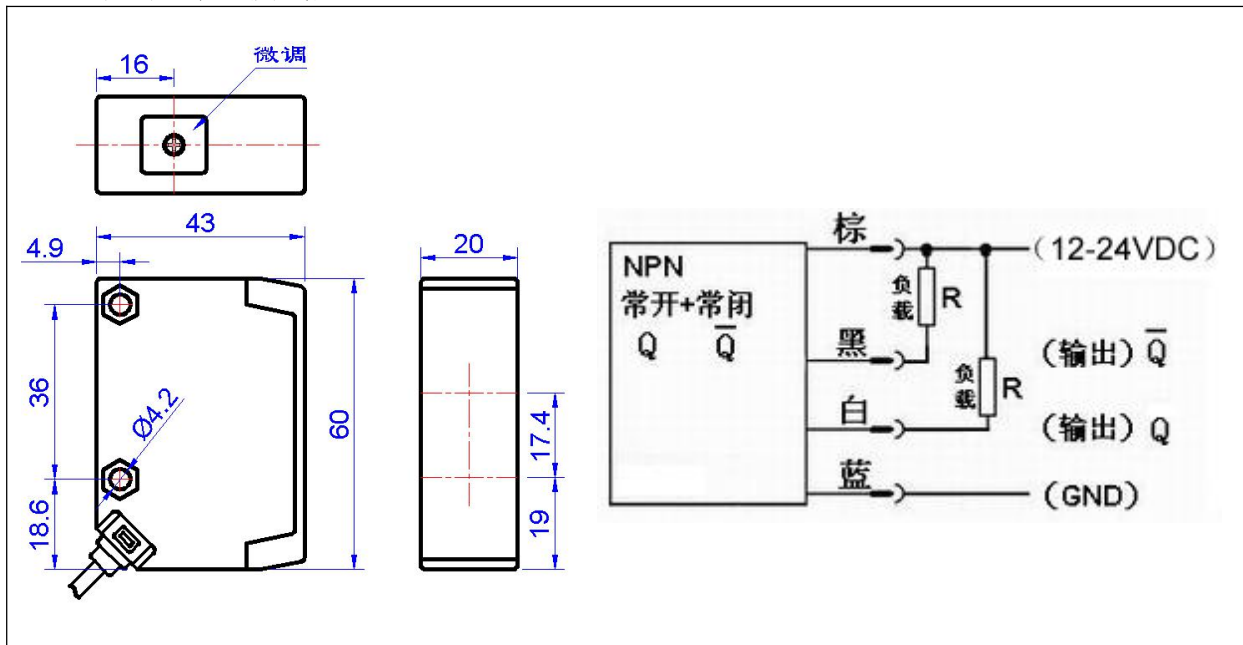 微调
16
43
4.9
36
Ø4.2
18.6
60
20
17.4
19
NPN
常开+常闭
Q Q̅
棕
黑
白
蓝
负载
R
负载
R
(12-24VDC)
(输出) Q̅
(输出) Q
(GND)